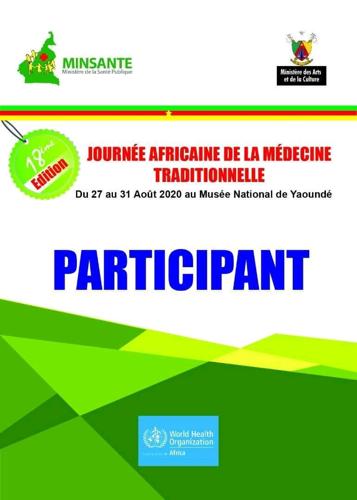 MINSANTE
Ministère de la Santé Publique
Ministère des Arts
et de la Culture
18ème
Edition
JOURNÉE AFRICAINE DE LA MÉDECINE
TRADITIONNELLE
Du 27 au 31 Août 2020 au Musée National de Yaoundé
PARTICIPANT
World Health
Organization
Africa